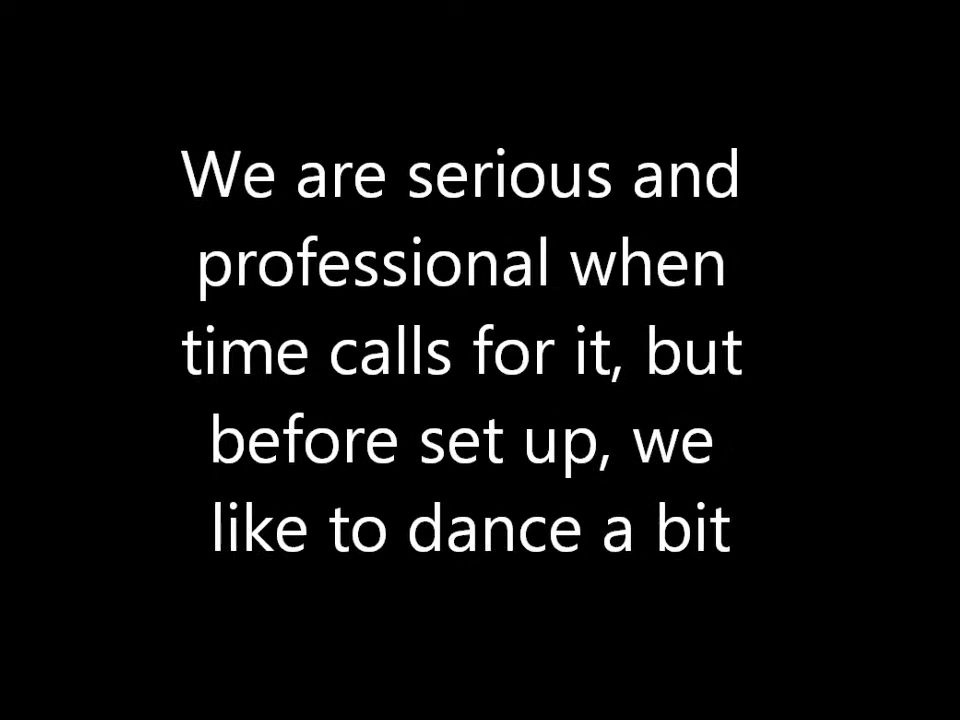 We are serious and
professional when
time calls for it, but
before set up, we
like to dance a bit